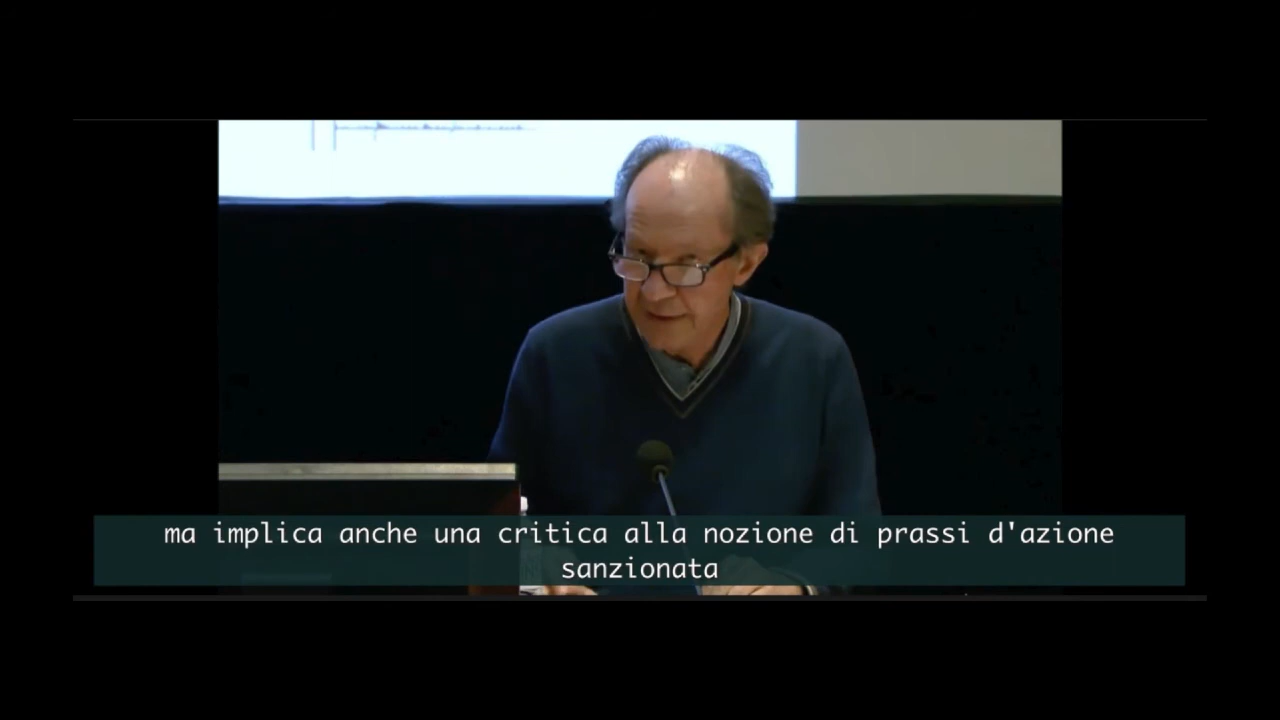 ma implica anche una critica alla nozione di prassi d'azione
sanzionata